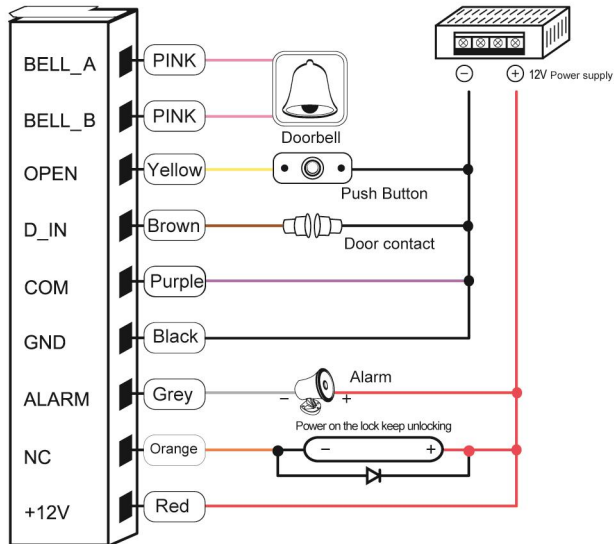 12V Power supply
BELL_A PINK
BELL_B PINK
Doorbell
OPEN Yellow
Push Button
D_IN Brown
Door contact
COM Purple
GND Black
Alarm
ALARM Grey
− +
Power on the lock keep unlocking
NC Orange
− +
+12V Red